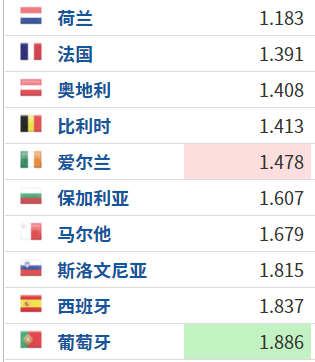 荷兰 1.183
法国 1.391
奥地利 1.408
比利时 1.413
爱尔兰 1.478
保加利亚 1.607
马尔他 1.679
斯洛文尼亚 1.815
西班牙 1.837
葡萄牙 1.886